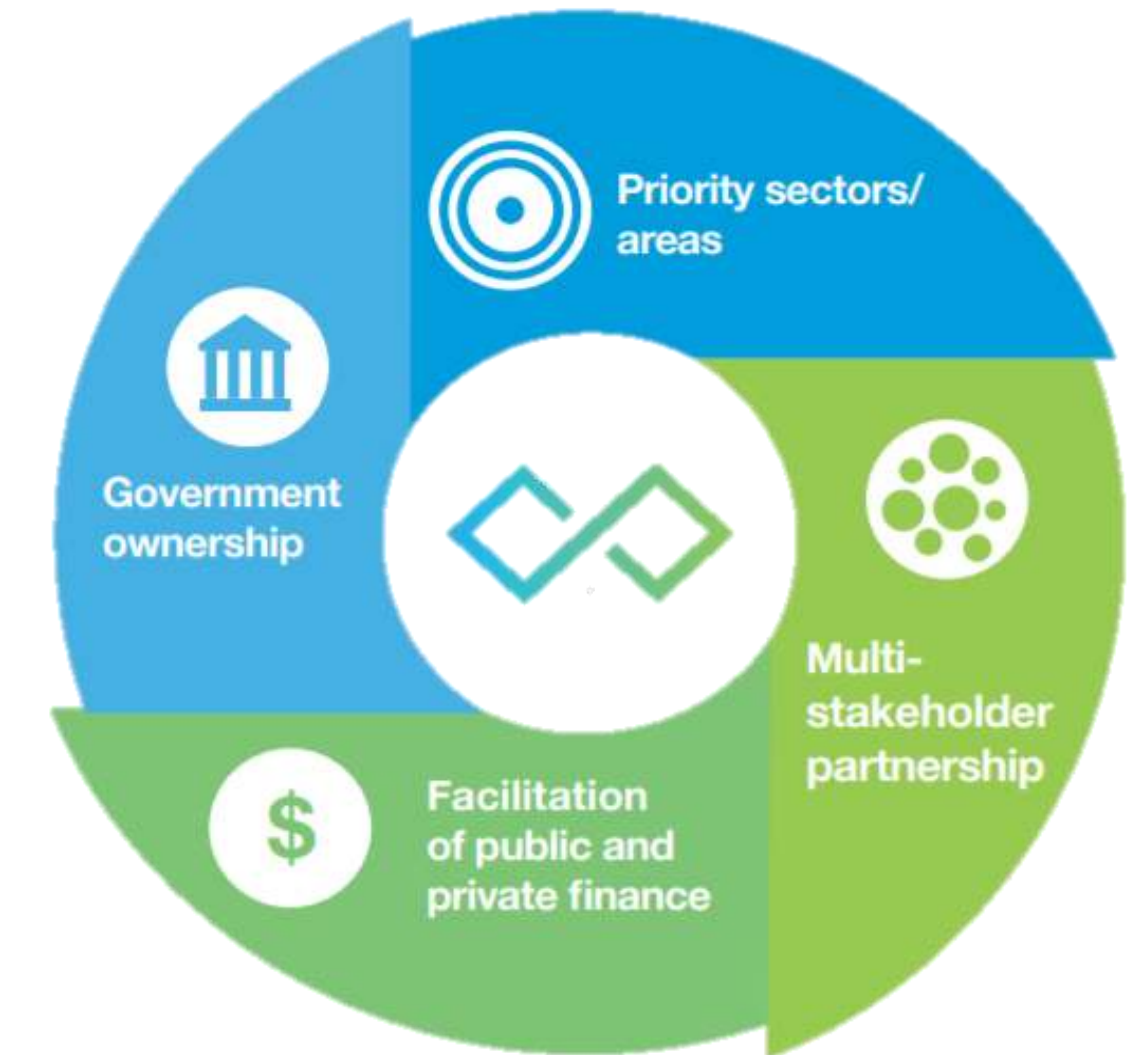 Priority sectors/
areas
Government
ownership
Multi-
stakeholder
partnership
$
Facilitation
of public and
private finance